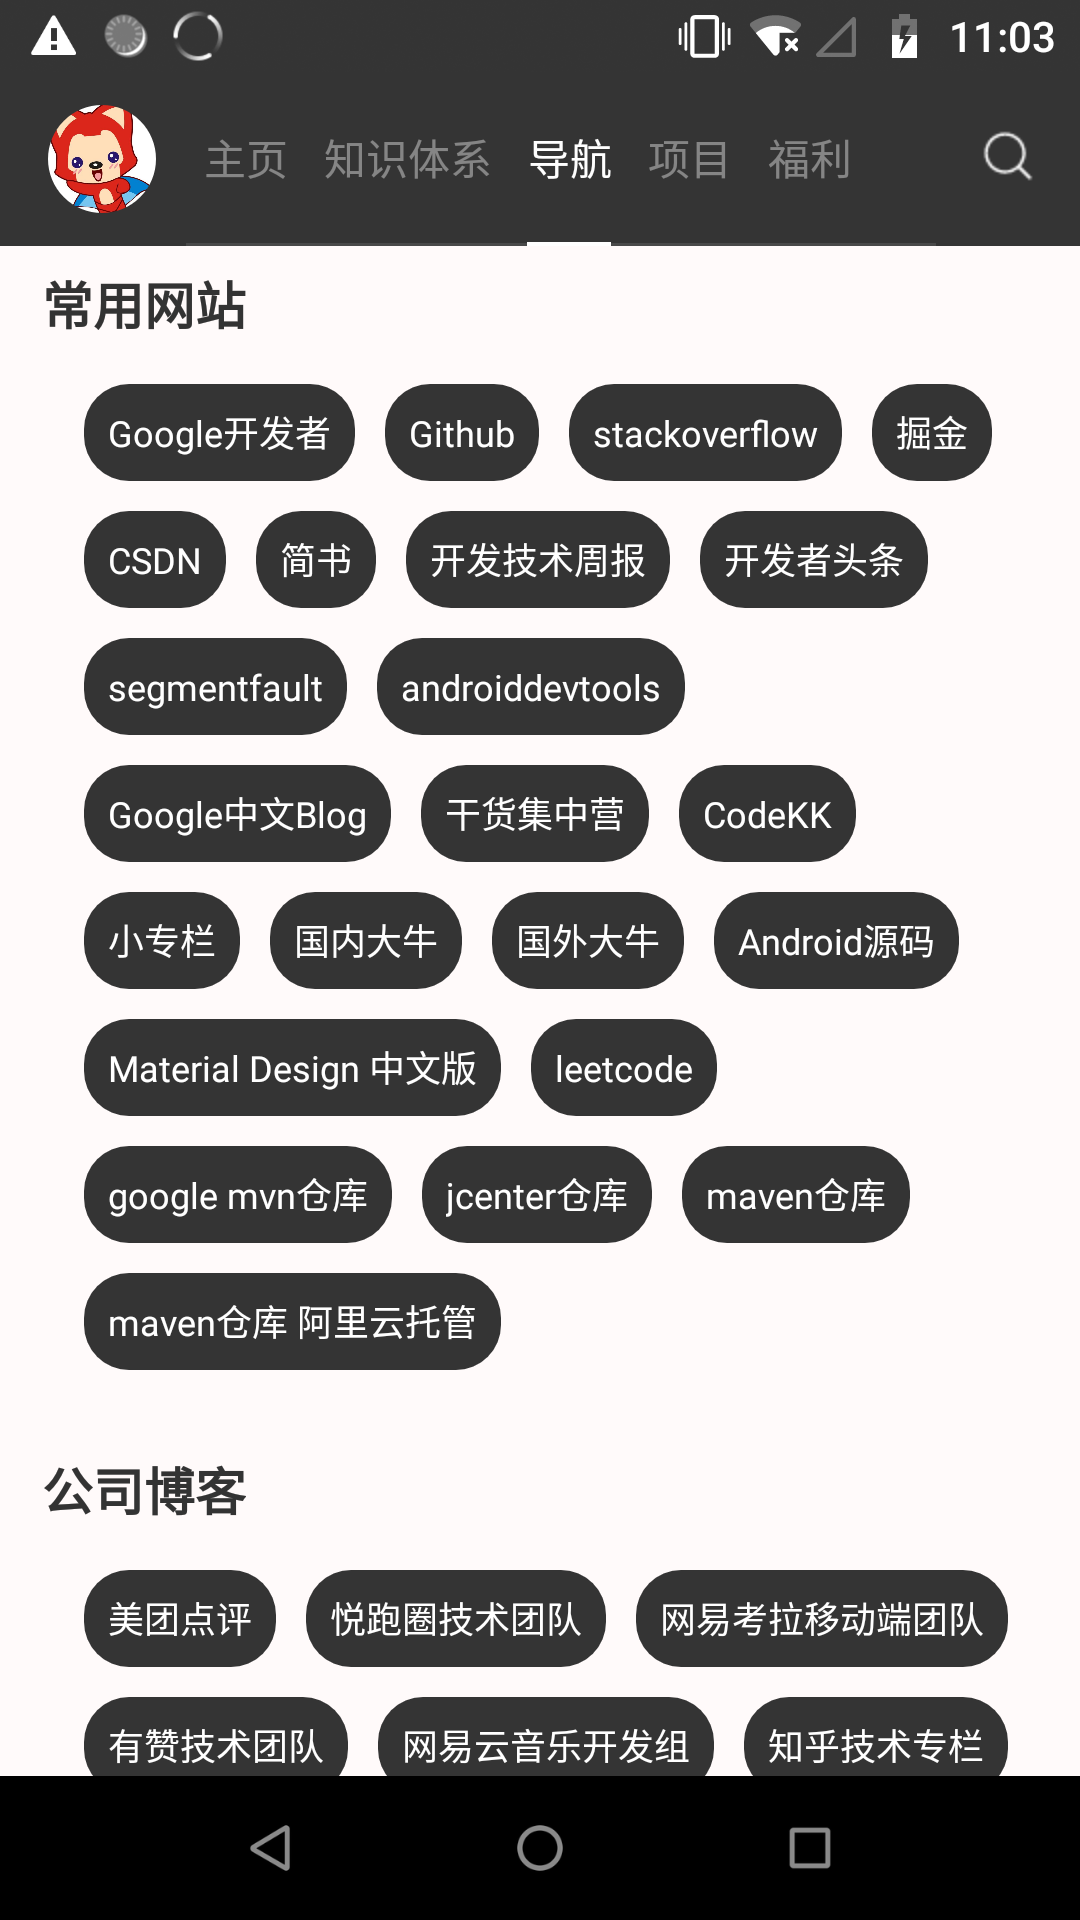 11:03
主页 知识体系 导航 项目 福利
常用网站
Google开发者 Github stackoverflow 掘金
CSDN 简书 开发技术周报 开发者头条
segmentfault androiddevtools
Google中文Blog 干货集中营 CodeKK
小专栏 国内大牛 国外大牛 Android源码
Material Design 中文版 leetcode
google mvn仓库 jcenter仓库 maven仓库
maven仓库 阿里云托管
公司博客
美团点评 悦跑圈技术团队 网易考拉移动端团队
有赞技术团队 网易云音乐开发组 知乎技术专栏